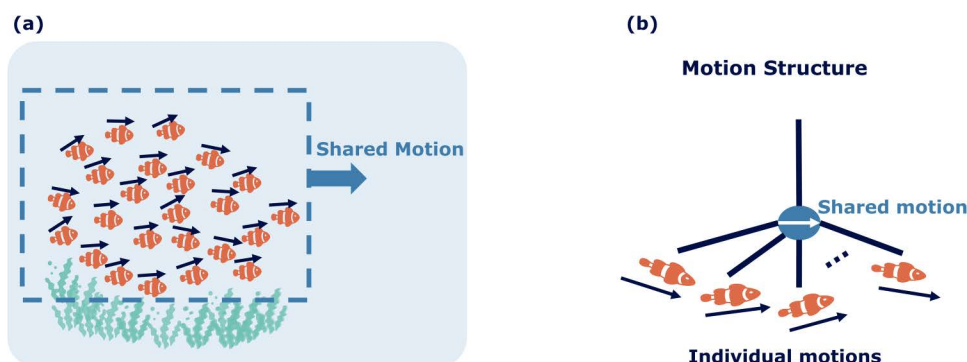 (a)
Shared Motion
(b)
Motion Structure
Shared motion
Individual motions